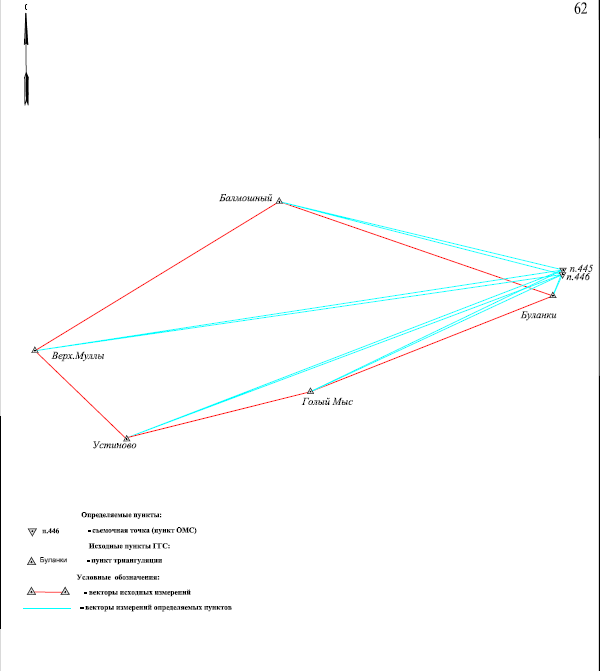 С
62
Балмошный
п.445
п.446
Буланки
Верх.Муллы
Голый Мыс
Устиново
Определяемые пункты:
п.446 - съемочная точка (пункт ОМС)
Исходные пункты ГГС:
Буланки - пункт триангуляции
Условные обозначения:
- векторы исходных измерений
- векторы измерений определяемых пунктов